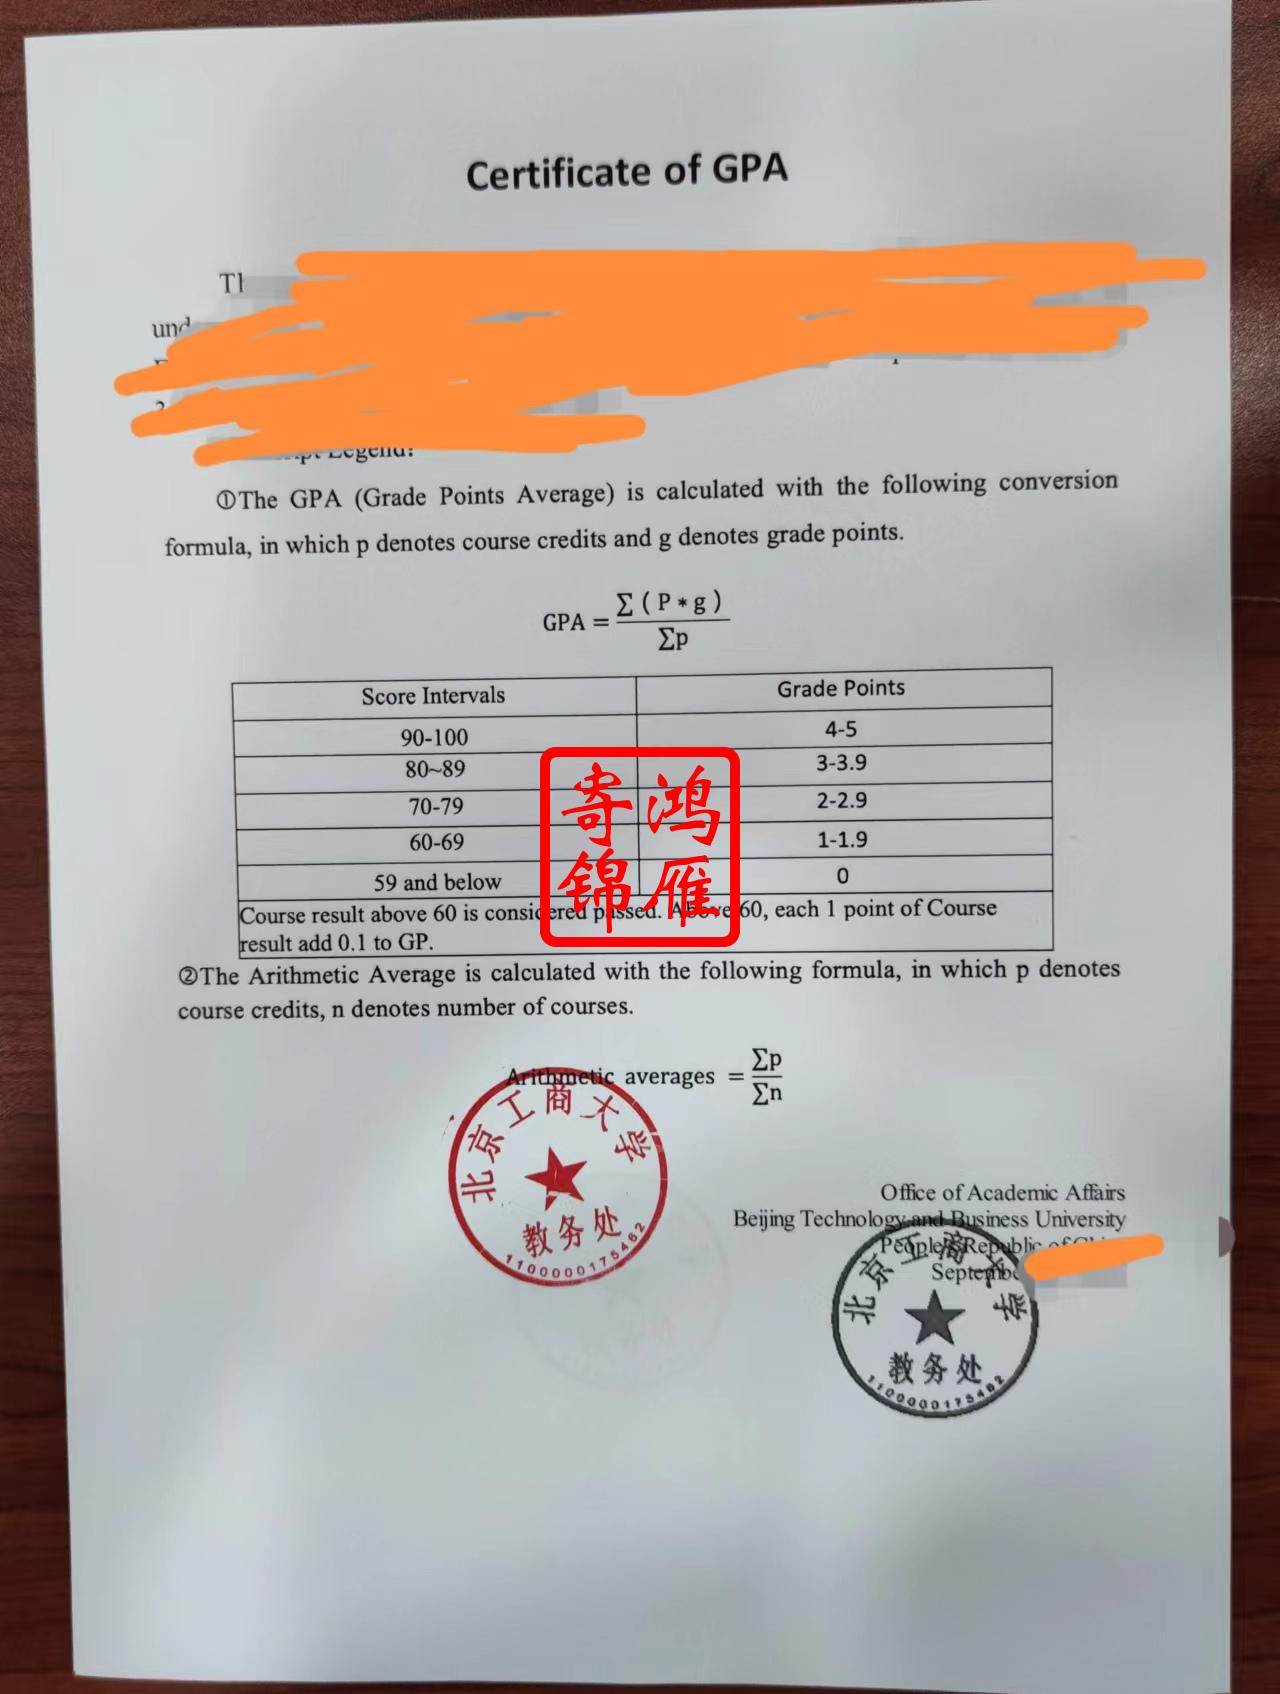 Certificate of GPA
①The GPA (Grade Points Average) is calculated with the following conversion
formula, in which p denotes course credits and g denotes grade points.
GPA = ∑ ( P * g ) / ∑p
Score Intervals Grade Points
90-100 4-5
80~89 3-3.9
70-79 2-2.9
60-69 1-1.9
59 and below 0
Course result above 60 is considered passed. Above 60, each 1 point of Course
result add 0.1 to GP.
寄鸿
锦雁
②The Arithmetic Average is calculated with the following formula, in which p denotes
course credits, n denotes number of courses.
Arithmetic averages = ∑p / ∑n
北京工商大学
教务处
1100000175462
Office of Academic Affairs
Beijing Technology and Business University
People's Republic of
北京工商大学
教务处
1100000175462